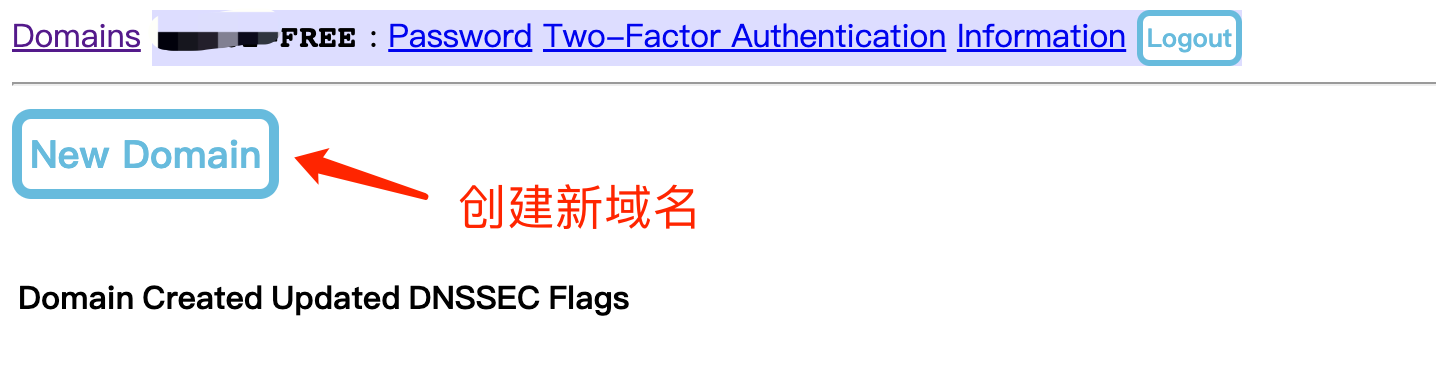 Domains FREE : Password Two-Factor Authentication Information Logout
New Domain
创建新域名
Domain Created Updated DNSSEC Flags